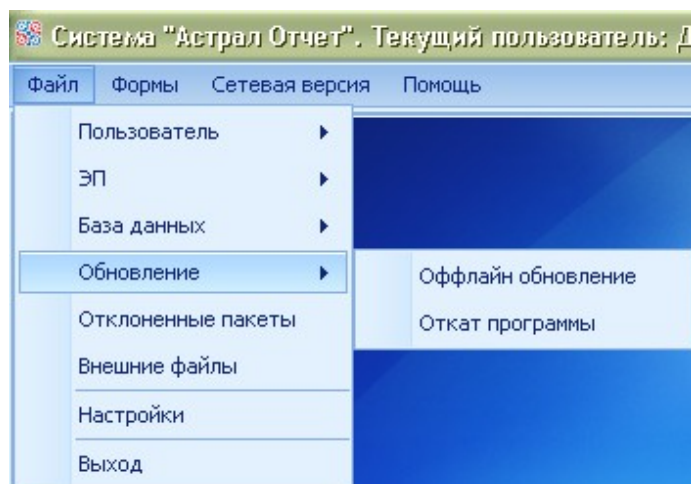 Система "Астрал Отчет". Текущий пользователь: Д
Файл Формы Сетевая версия Помощь
Пользователь
ЭП
База данных
Обновление
Оффлайн обновление
Отклоненные пакеты
Откат программы
Внешние файлы
Настройки
Выход